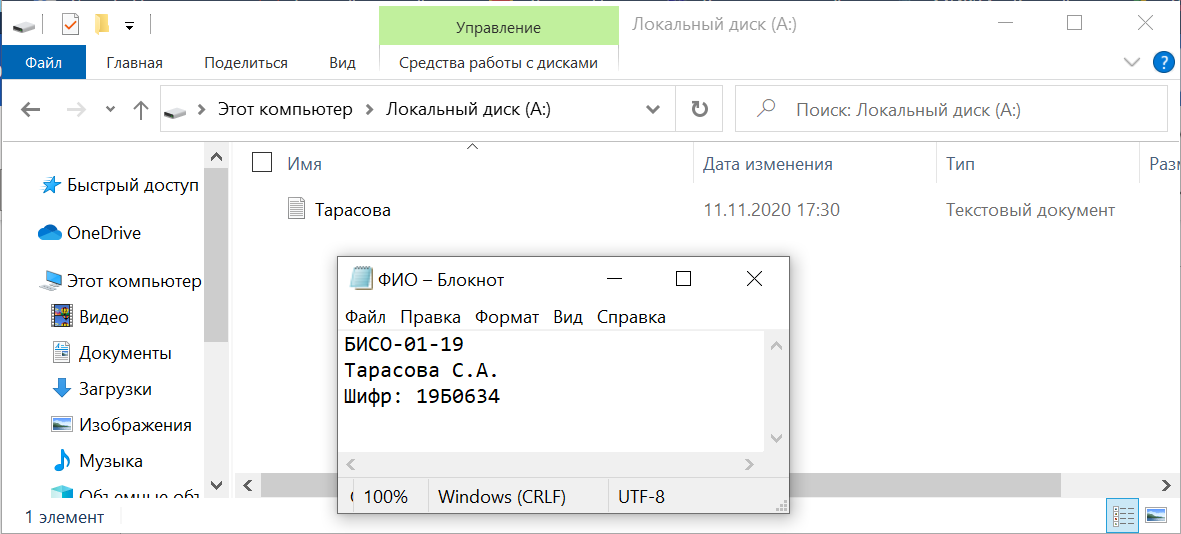 Управление
Локальный диск (A:)
Файл
Главная
Поделиться
Вид
Средства работы с дисками
Этот компьютер
Локальный диск (A:)
Поиск: Локальный диск (A:)
Имя
Дата изменения
Тип
Разм
Тарасова
11.11.2020 17:30
Текстовый документ
Быстрый доступ
OneDrive
Этот компьютер
Видео
Документы
Загрузки
Изображения
Музыка
Объемные объ
1 элемент
ФИО – Блокнот
Файл
Правка
Формат
Вид
Справка
БИСО-01-19
Тарасова С.А.
Шифр: 19Б0634
100%
Windows (CRLF)
UTF-8